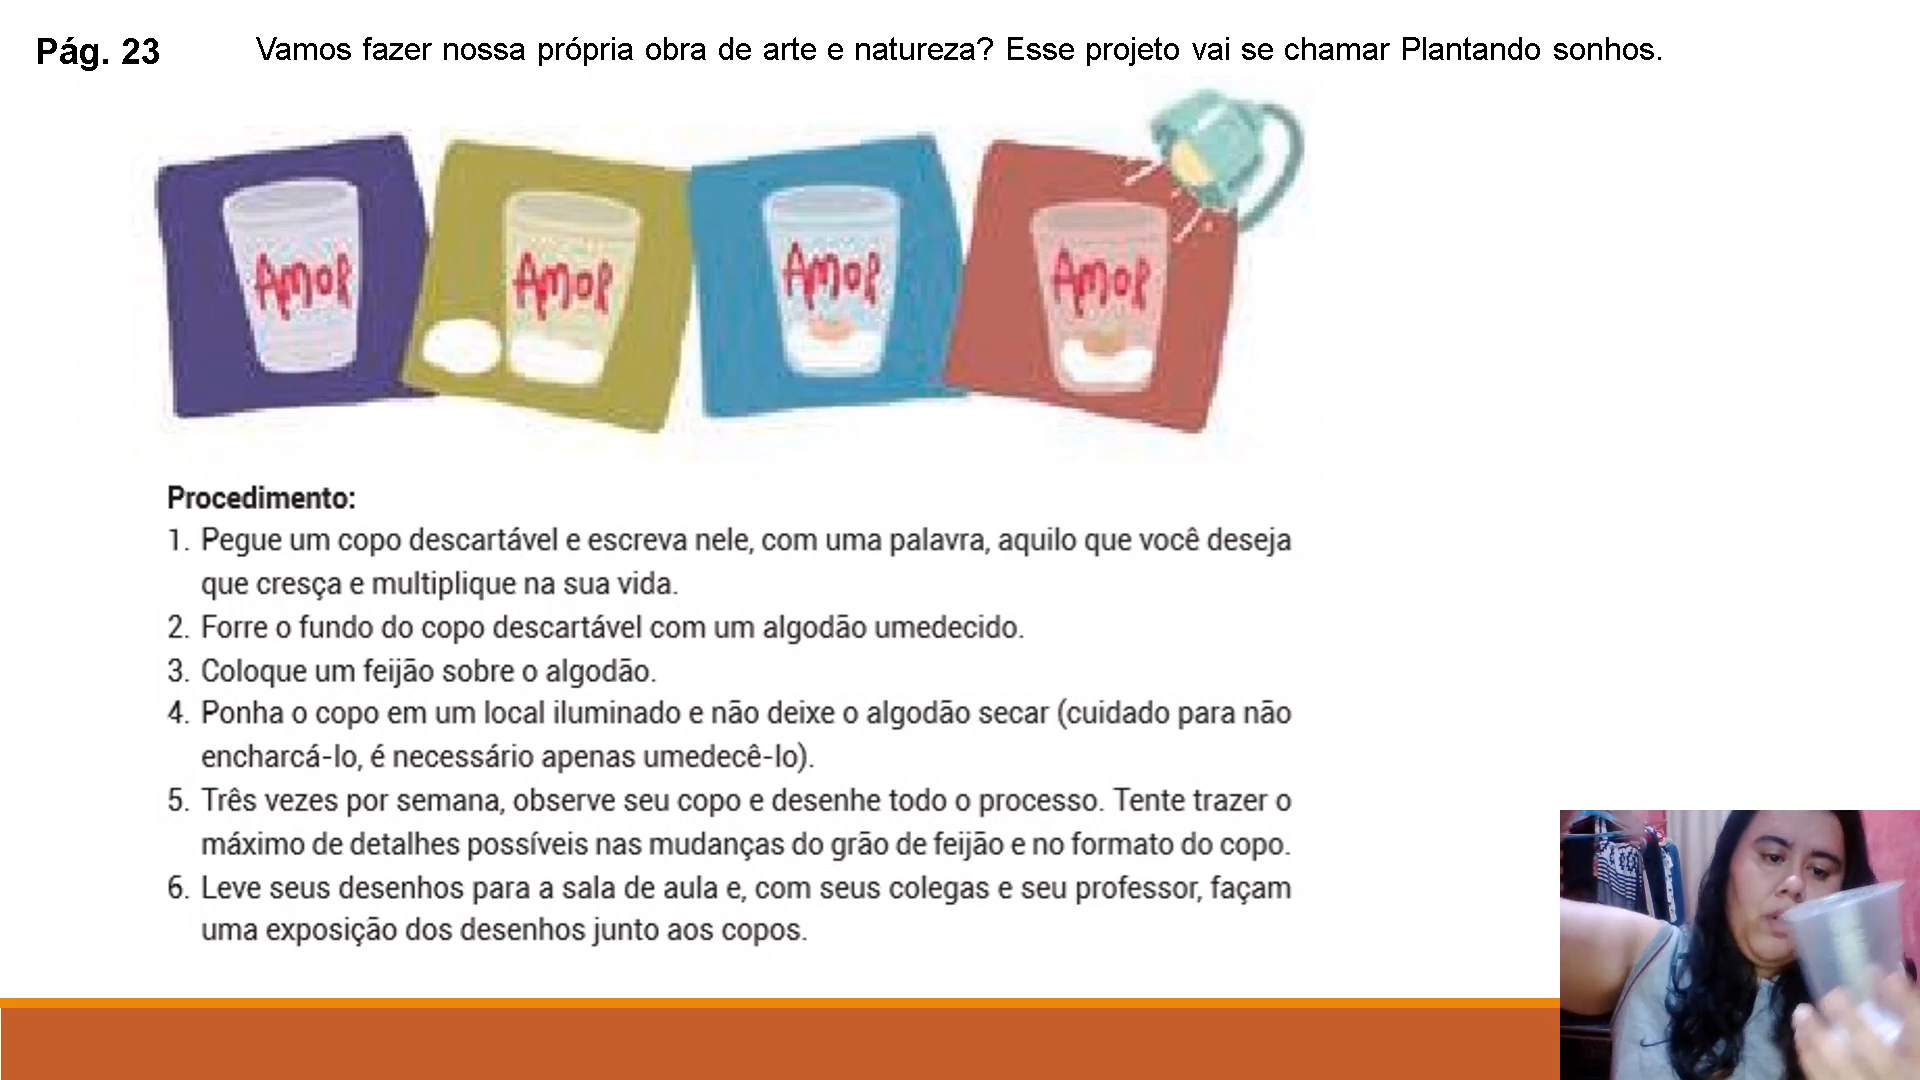 Pág. 23 Vamos fazer nossa própria obra de arte e natureza? Esse projeto vai se chamar Plantando sonhos.
Amor Amor Amor Amor
Procedimento:
1. Pegue um copo descartável e escreva nele, com uma palavra, aquilo que você deseja
que cresça e multiplique na sua vida.
2. Forre o fundo do copo descartável com um algodão umedecido.
3. Coloque um feijão sobre o algodão.
4. Ponha o copo em um local iluminado e não deixe o algodão secar (cuidado para não
encharcá-lo, é necessário apenas umedecê-lo).
5. Três vezes por semana, observe seu copo e desenhe todo o processo. Tente trazer o
máximo de detalhes possíveis nas mudanças do grão de feijão e no formato do copo.
6. Leve seus desenhos para a sala de aula e, com seus colegas e seu professor, façam
uma exposição dos desenhos junto aos copos.